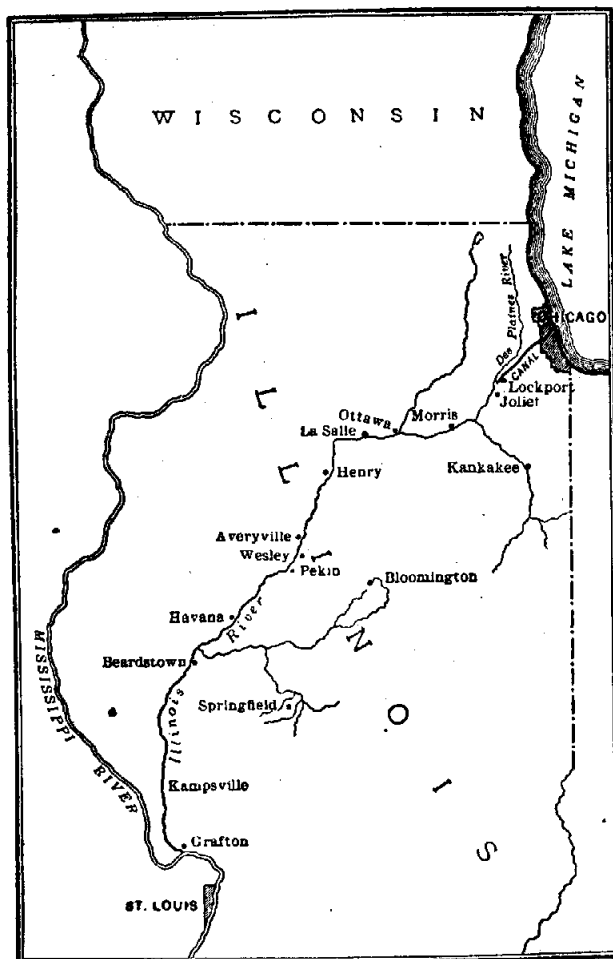 WISCONSIN
LAKE MICHIGAN
ILLINOIS
Des Plaines River
CHICAGO
CANAL
Lockport
Joliet
Ottawa
Morris
La Salle
Henry
Kankakee
Averyville
Wesley
Pekin
Bloomington
Havana
Illinois River
Beardstown
Springfield
MISSISSIPPI RIVER
Kampsville
Grafton
ST. LOUIS